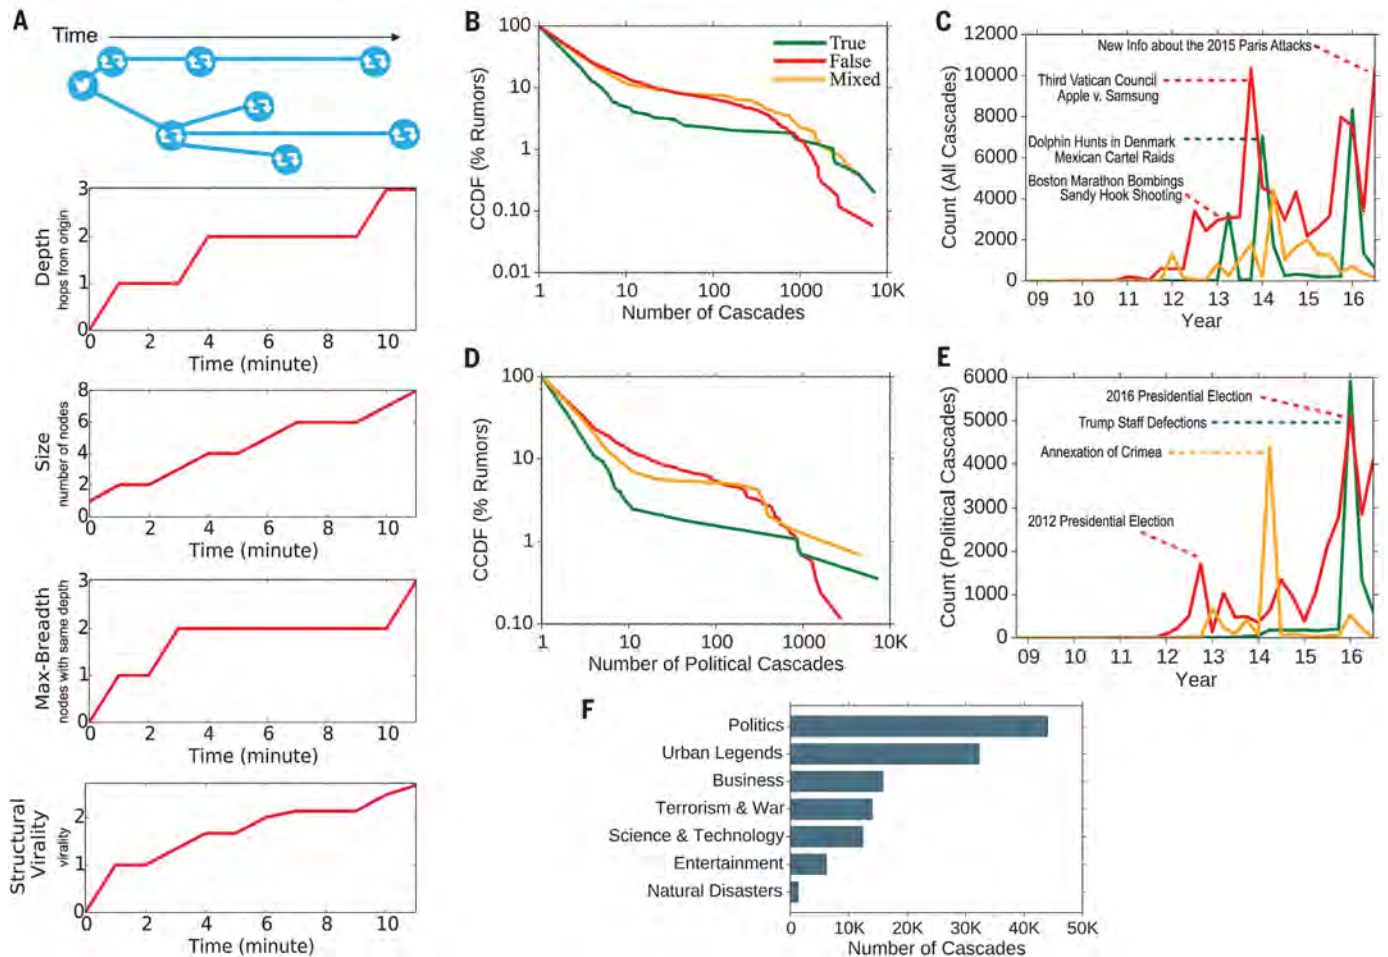 A
Time
Depth
hops from origin
3
2
1
0
0 2 4 6 8 10
Time (minute)
Size
number of nodes
8
6
4
2
0
0 2 4 6 8 10
Time (minute)
Max-Breadth
nodes with same depth
3
2
1
0
0 2 4 6 8 10
Time (minute)
Structural
Virality
virality
2
1
0
0 2 4 6 8 10
Time (minute)
B
CCDF (% Rumors)
100
10
1
0.10
0.01
True
False
Mixed
1 10 100 1000 10K
Number of Cascades
C
Count (All Cascades)
12000
10000
8000
6000
4000
2000
0
New Info about the 2015 Paris Attacks
Third Vatican Council
Apple v. Samsung
Dolphin Hunts in Denmark
Mexican Cartel Raids
Boston Marathon Bombings
Sandy Hook Shooting
09 10 11 12 13 14 15 16
Year
D
CCDF (% Rumors)
100
10
1
0.10
1 10 100 1000 10K
Number of Political Cascades
E
Count (Political Cascades)
6000
5000
4000
3000
2000
1000
0
2016 Presidential Election
Trump Staff Defections
Annexation of Crimea
2012 Presidential Election
09 10 11 12 13 14 15 16
Year
F
Politics
Urban Legends
Business
Terrorism & War
Science & Technology
Entertainment
Natural Disasters
0 10K 20K 30K 40K 50K
Number of Cascades